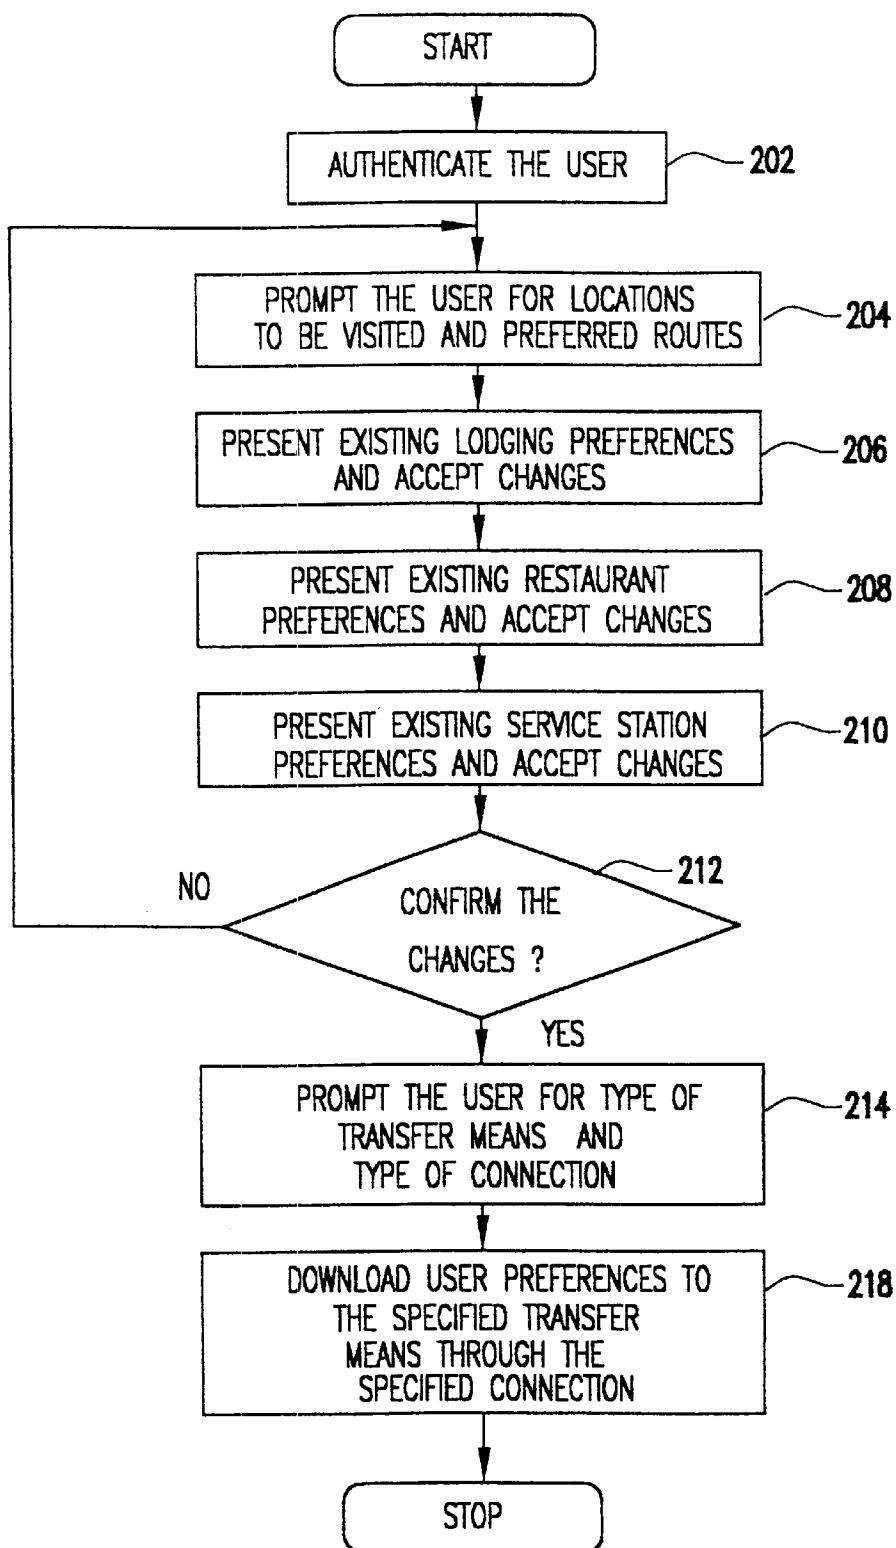 START
AUTHENTICATE THE USER
202
PROMPT THE USER FOR LOCATIONS
TO BE VISITED AND PREFERRED ROUTES
204
PRESENT EXISTING LODGING PREFERENCES
AND ACCEPT CHANGES
206
PRESENT EXISTING RESTAURANT
PREFERENCES AND ACCEPT CHANGES
208
PRESENT EXISTING SERVICE STATION
PREFERENCES AND ACCEPT CHANGES
210
NO
CONFIRM THE
CHANGES ?
212
YES
PROMPT THE USER FOR TYPE OF
TRANSFER MEANS AND
TYPE OF CONNECTION
214
DOWNLOAD USER PREFERENCES TO
THE SPECIFIED TRANSFER
MEANS THROUGH THE
SPECIFIED CONNECTION
218
STOP